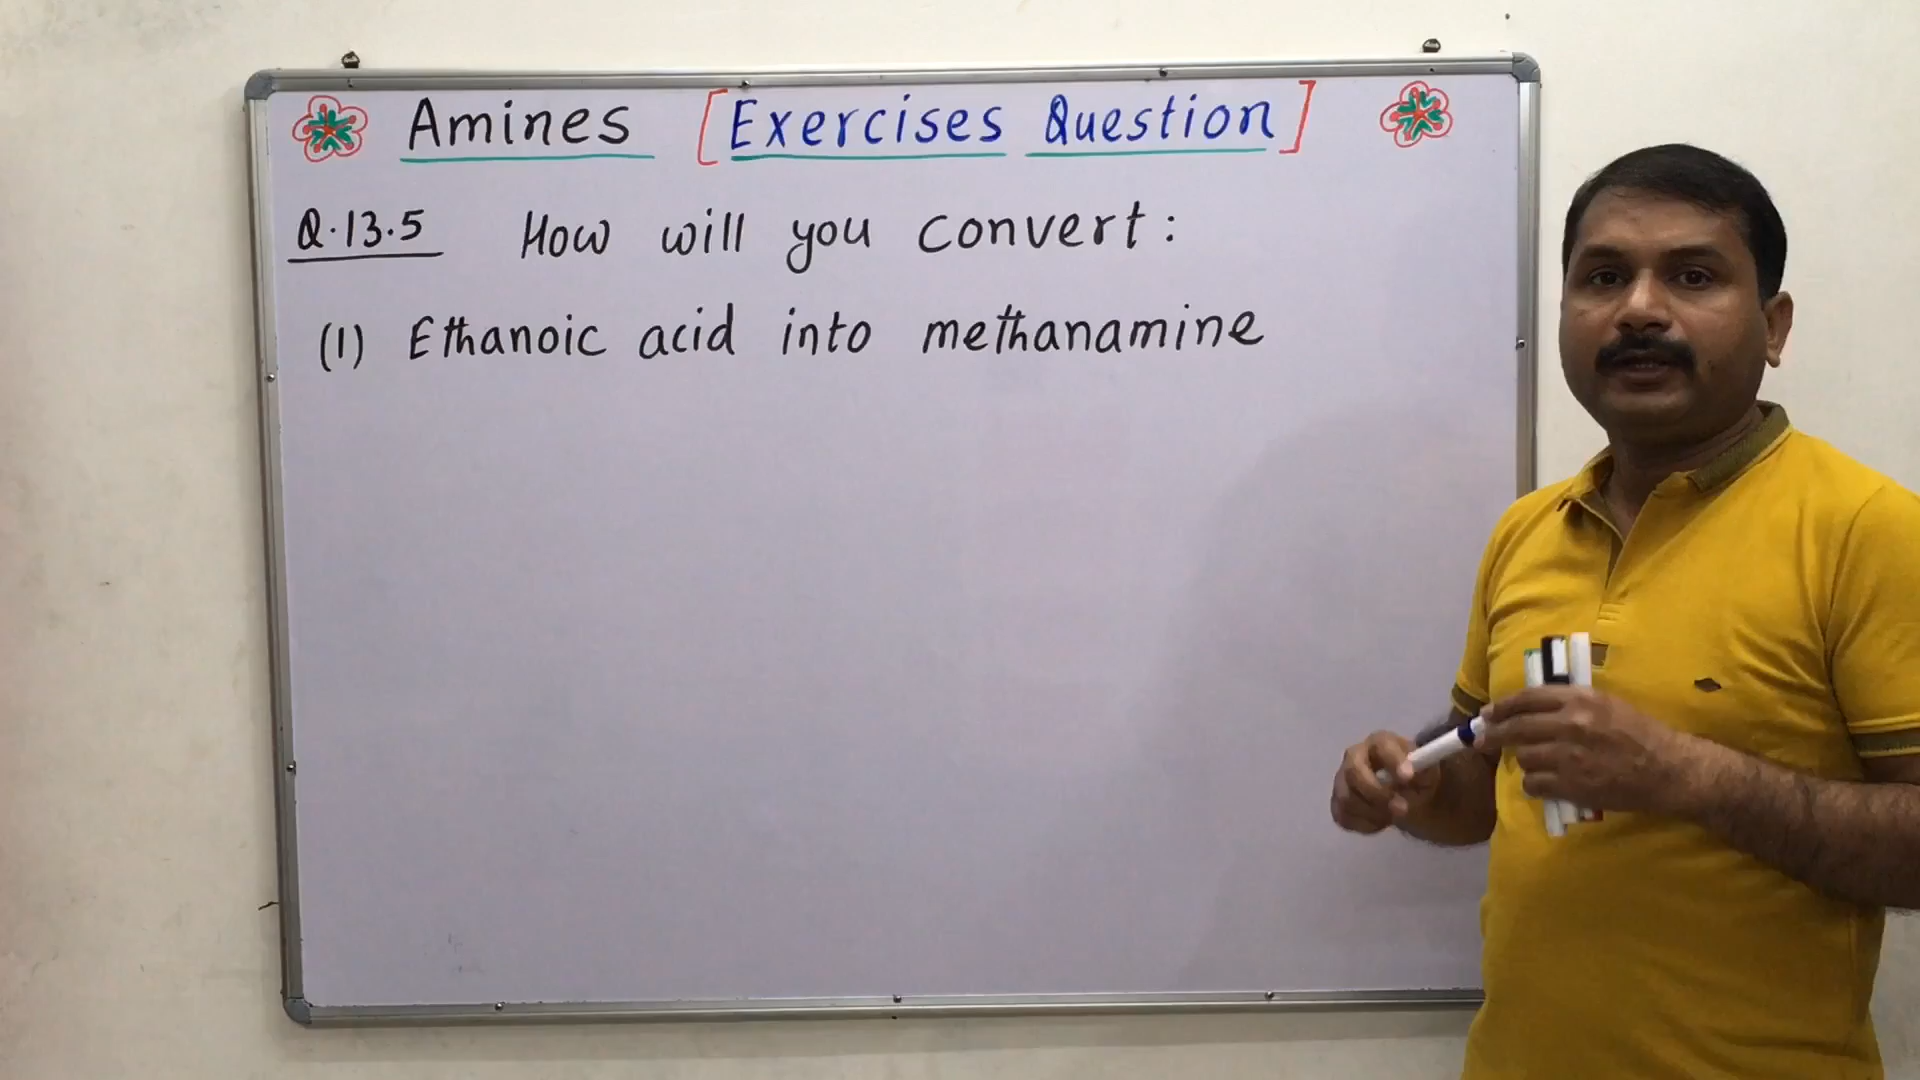 Amines [Exercises Question]
Q.13.5 How will you convert:
(1) Ethanoic acid into methanamine